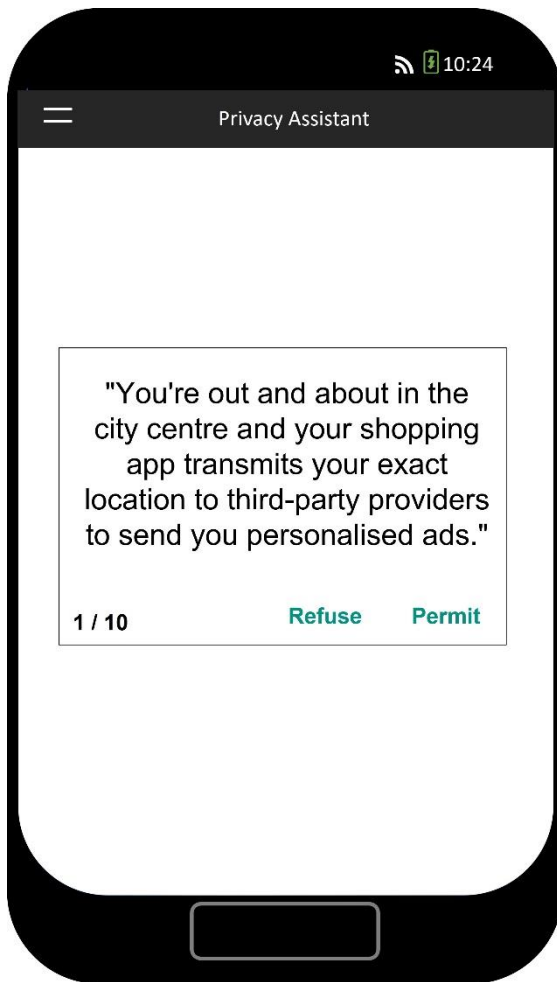 10:24
Privacy Assistant
"You're out and about in the
city centre and your shopping
app transmits your exact
location to third-party providers
to send you personalised ads."
1 / 10 Refuse Permit